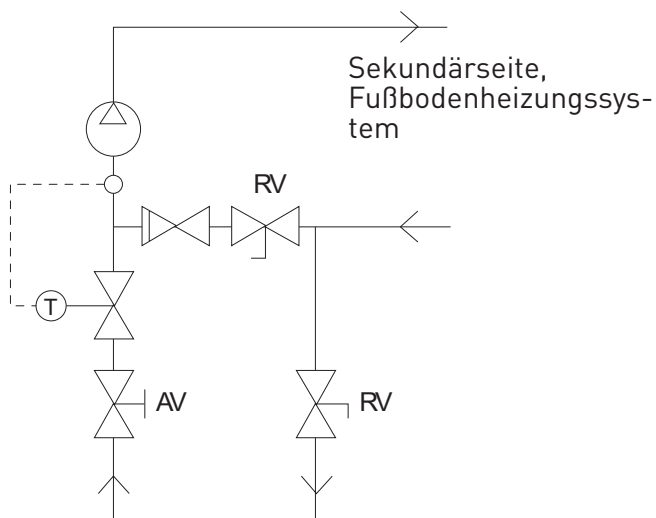 Sekundärseite,
Fußbodenheizungssys-
tem
RV
T
AV
RV